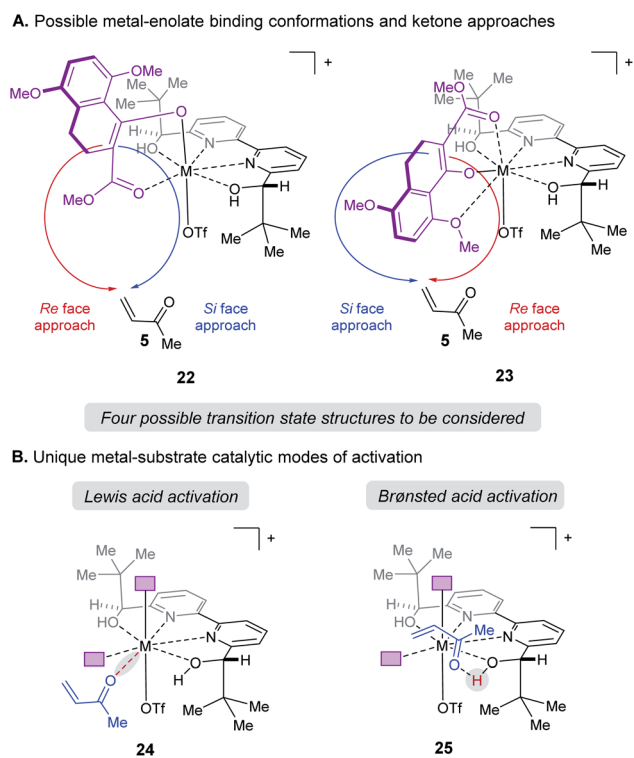 A. Possible metal-enolate binding conformations and ketone approaches
+
+
OMe
MeO
Me
Me
Me
O
H
HO
N
N
M
O
H
H
O
MeO
OTf
Me
Me
Me
Re face
approach
O
Me
5
Si face
approach
22
OMe
Me
Me
Me
O
H
HO
N
N
O
M
O
H
H
MeO
O
Me
OTf
Me
Me
Me
Si face
approach
O
Me
5
Re face
approach
23
Four possible transition state structures to be considered
B. Unique metal-substrate catalytic modes of activation
Lewis acid activation
Brønsted acid activation
+
+
Me
Me
Me
H
HO
N
N
M
O
H
H
O
Me
OTf
Me
Me
Me
24
Me
Me
Me
H
HO
N
N
Me
M
O
O
H
H
OTf
Me
Me
Me
25